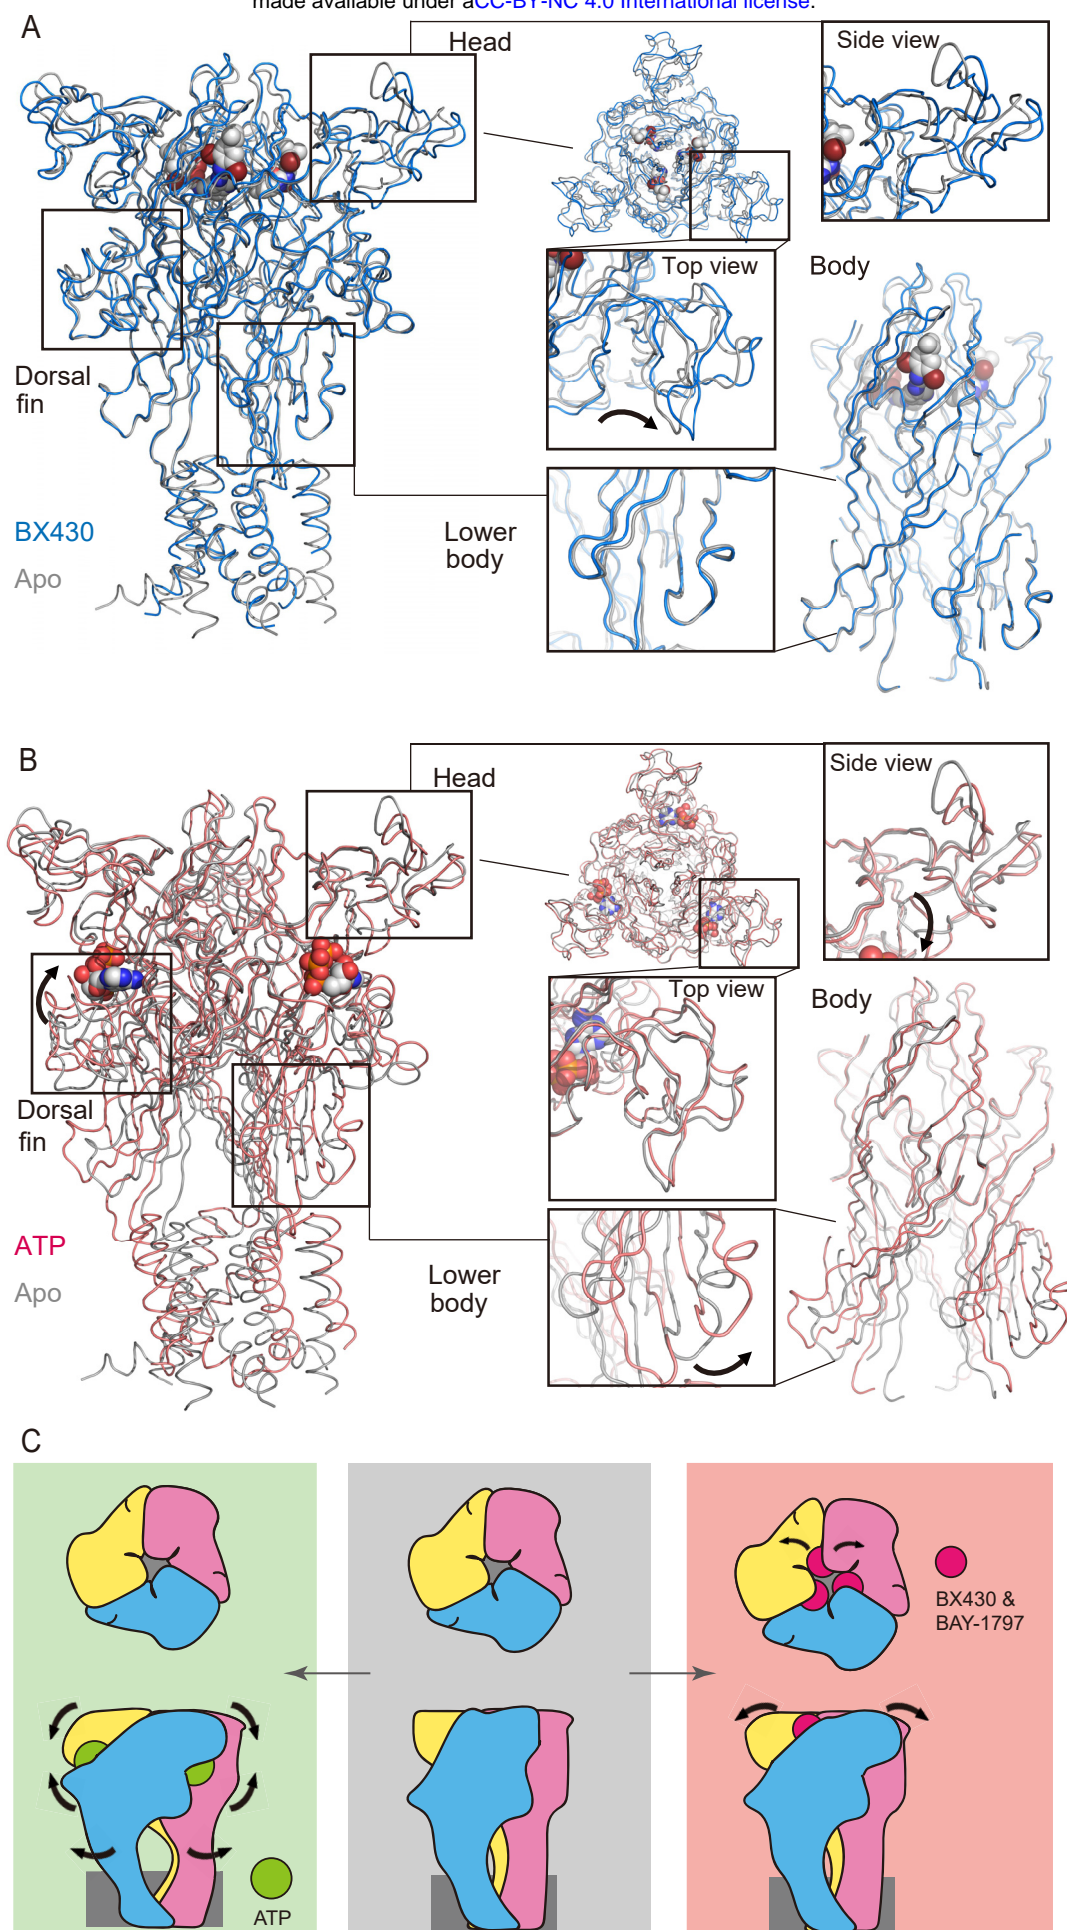 made available under aCC-BY-NC 4.0 International license.
A
Head
Side view
Top view
Body
Dorsal
fin
BX430
Apo
Lower
body
B
Head
Side view
Top view
Body
Dorsal
fin
ATP
Apo
Lower
body
C
BX430 &
BAY-1797
ATP